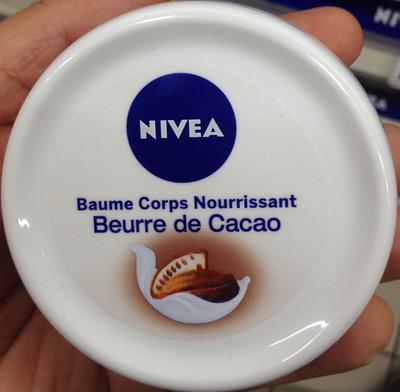 NIVEA
Baume Corps Nourrissant
Beurre de Cacao